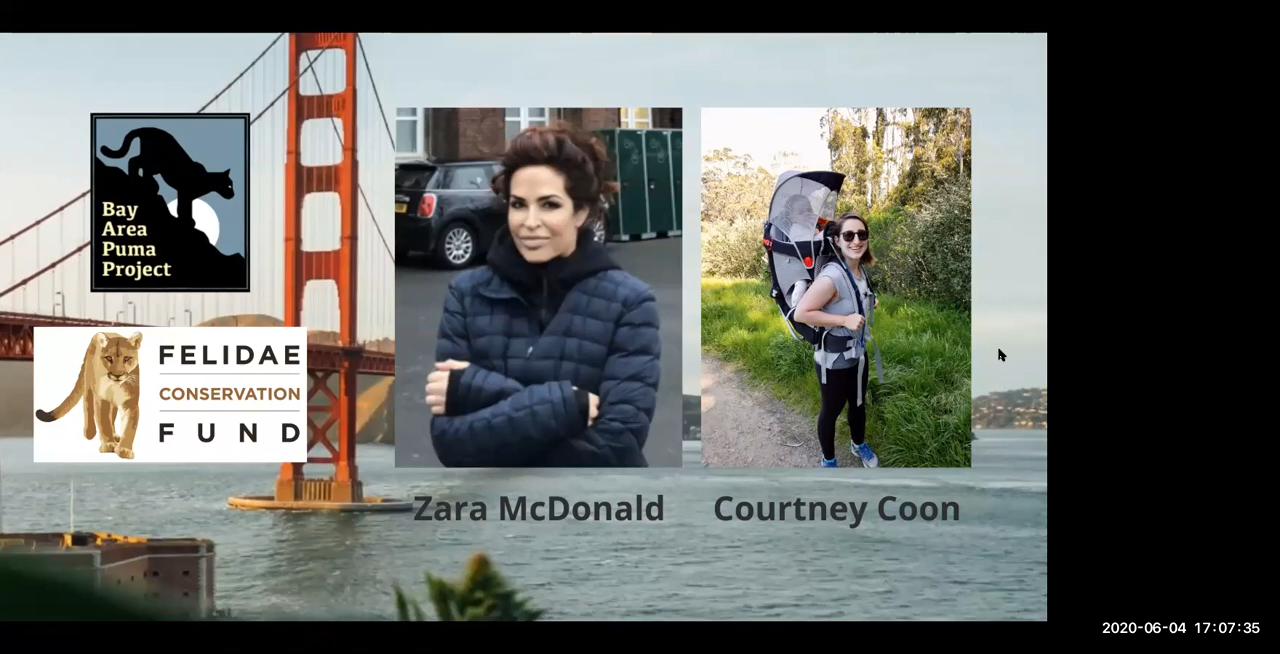 Bay
Area
Puma
Project
FELIDAE
CONSERVATION
FUND
Zara McDonald
Courtney Coon
2020-06-04 17:07:35